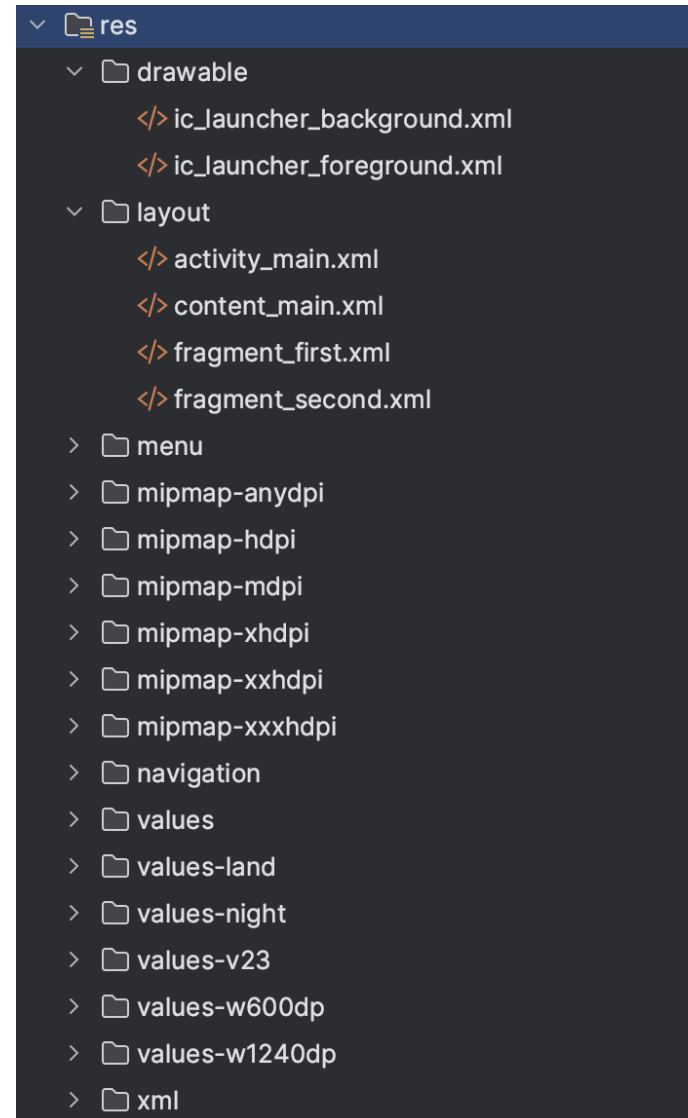 res
drawable
ic_launcher_background.xml
ic_launcher_foreground.xml
layout
activity_main.xml
content_main.xml
fragment_first.xml
fragment_second.xml
menu
mipmap-anydpi
mipmap-hdpi
mipmap-mdpi
mipmap-xhdpi
mipmap-xxhdpi
mipmap-xxxhdpi
navigation
values
values-land
values-night
values-v23
values-w600dp
values-w1240dp
xml